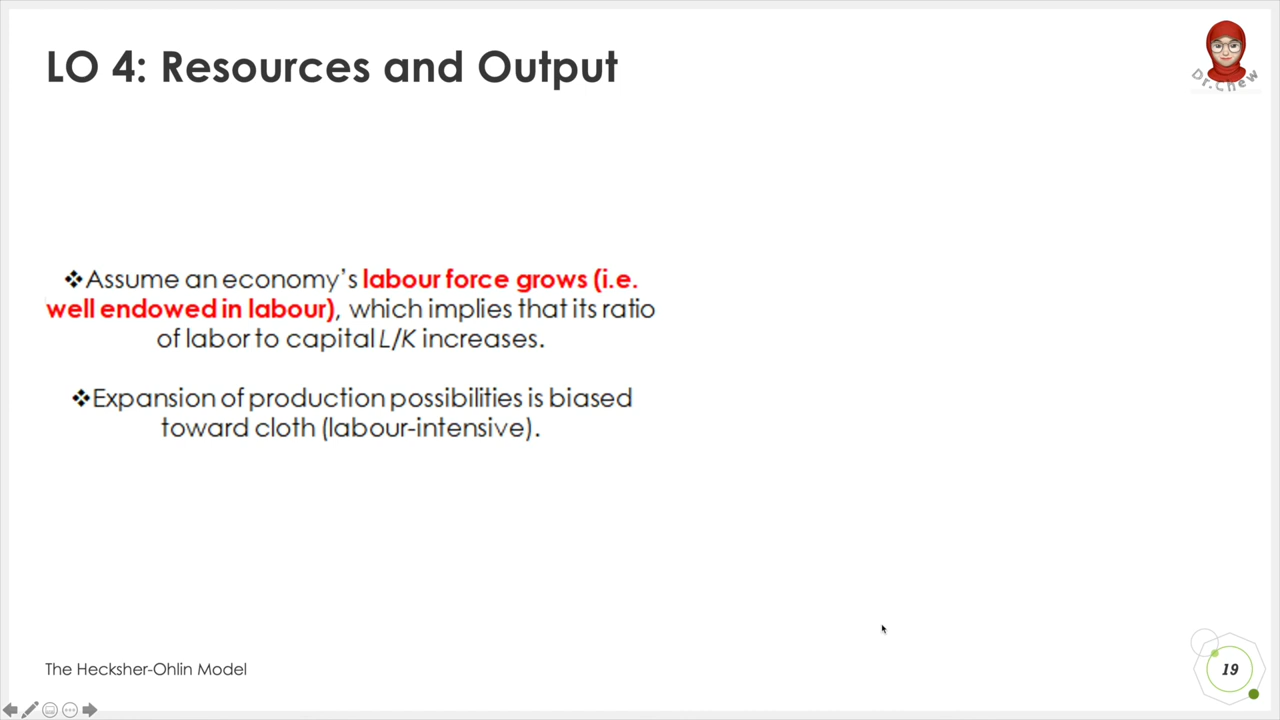 LO 4: Resources and Output
Dr.Chew
❖Assume an economy’s labour force grows (i.e.
well endowed in labour), which implies that its ratio
of labor to capital L/K increases.
❖Expansion of production possibilities is biased
toward cloth (labour-intensive).
The Hecksher-Ohlin Model
19